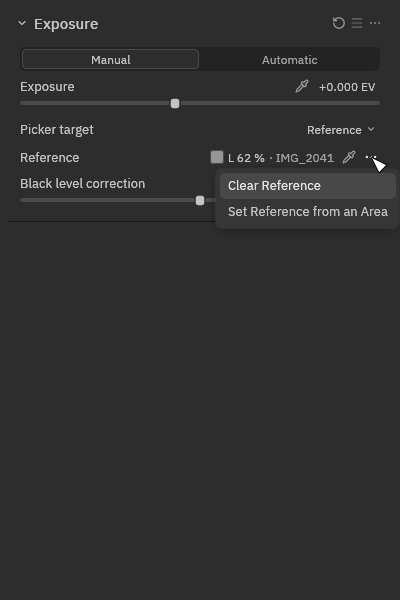 Exposure
Manual Automatic
Exposure +0.000 EV
Picker target Reference
Reference L 62 % · IMG_2041
Black level correction
Clear Reference
Set Reference from an Area